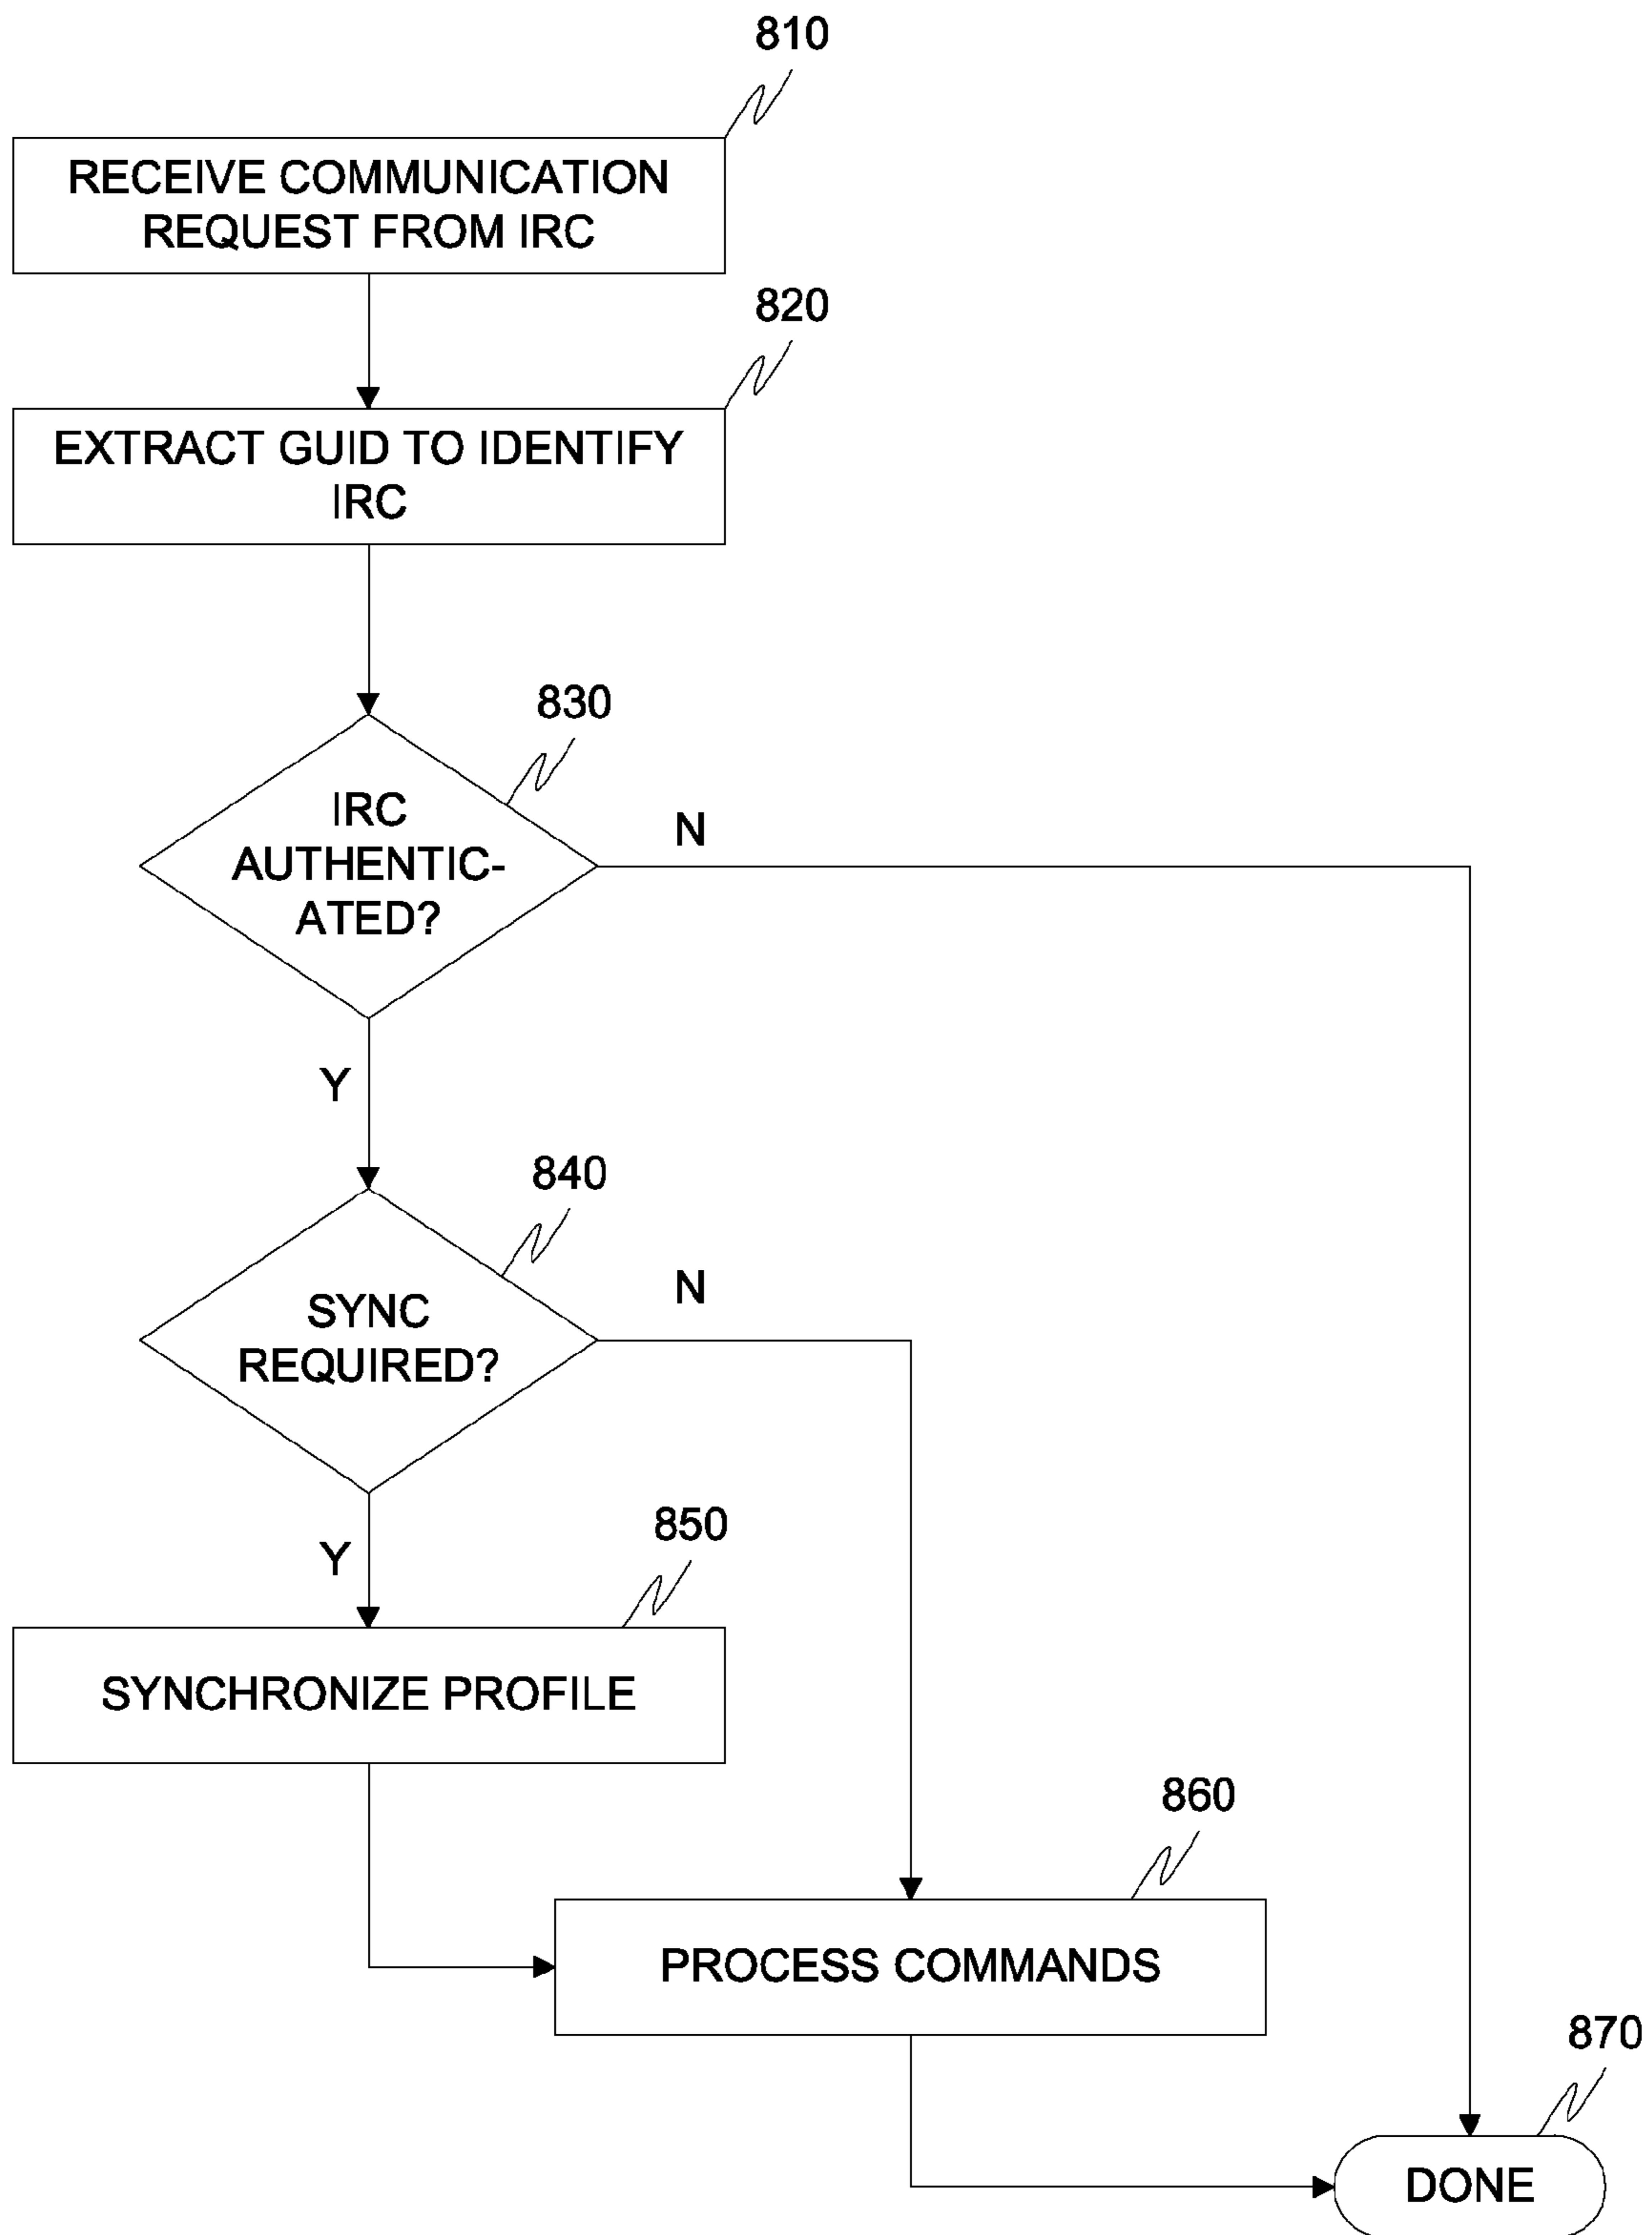 810
RECEIVE COMMUNICATION
REQUEST FROM IRC
820
EXTRACT GUID TO IDENTIFY
IRC
830
IRC
AUTHENTIC-
ATED?
N
Y
840
SYNC
REQUIRED?
N
Y
850
SYNCHRONIZE PROFILE
860
PROCESS COMMANDS
870
DONE